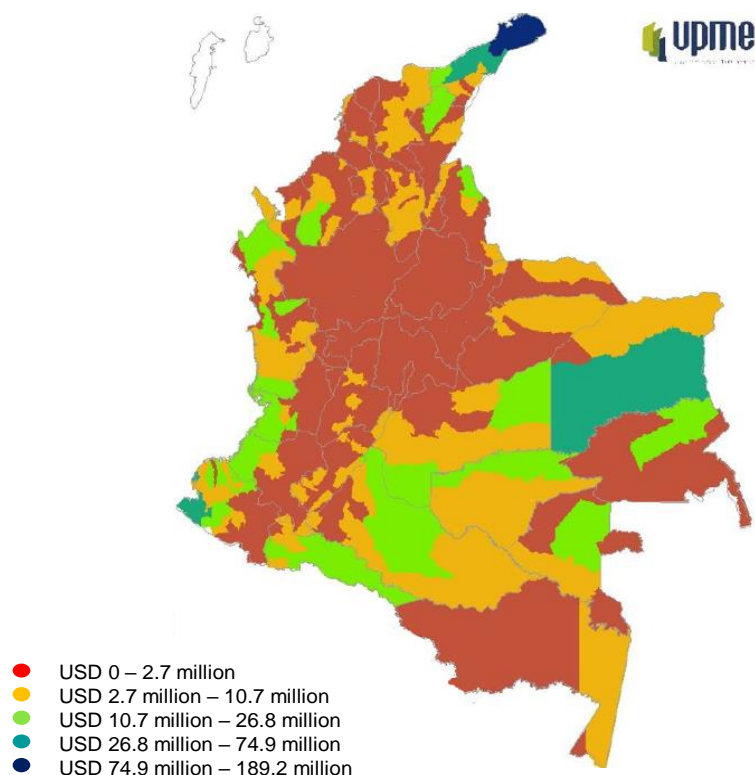 upme
USD 0 – 2.7 million
USD 2.7 million – 10.7 million
USD 10.7 million – 26.8 million
USD 26.8 million – 74.9 million
USD 74.9 million – 189.2 million